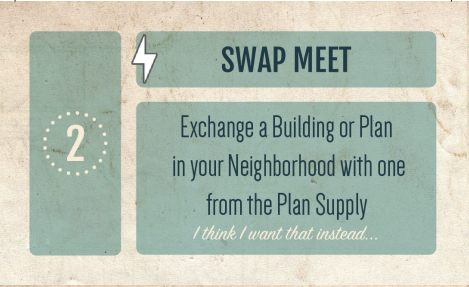 SWAP MEET
2
Exchange a Building or Plan
in your Neighborhood with one
from the Plan Supply
I think I want that instead...